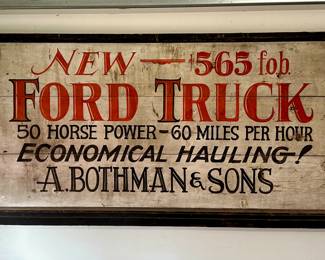 NEW — 565 f.o.b.
FORD TRUCK
50 HORSE POWER – 60 MILES PER HOUR
ECONOMICAL HAULING–!
A. BOTHMAN & SONS